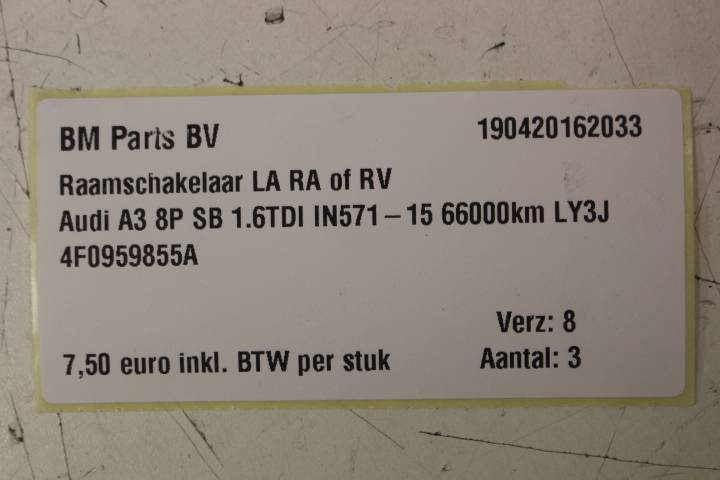 BM Parts BV 190420162033
Raamschakelaar LA RA of RV
Audi A3 8P SB 1.6TDI IN571-15 66000km LY3J
4F0959855A
Verz: 8
7,50 euro inkl. BTW per stuk Aantal: 3